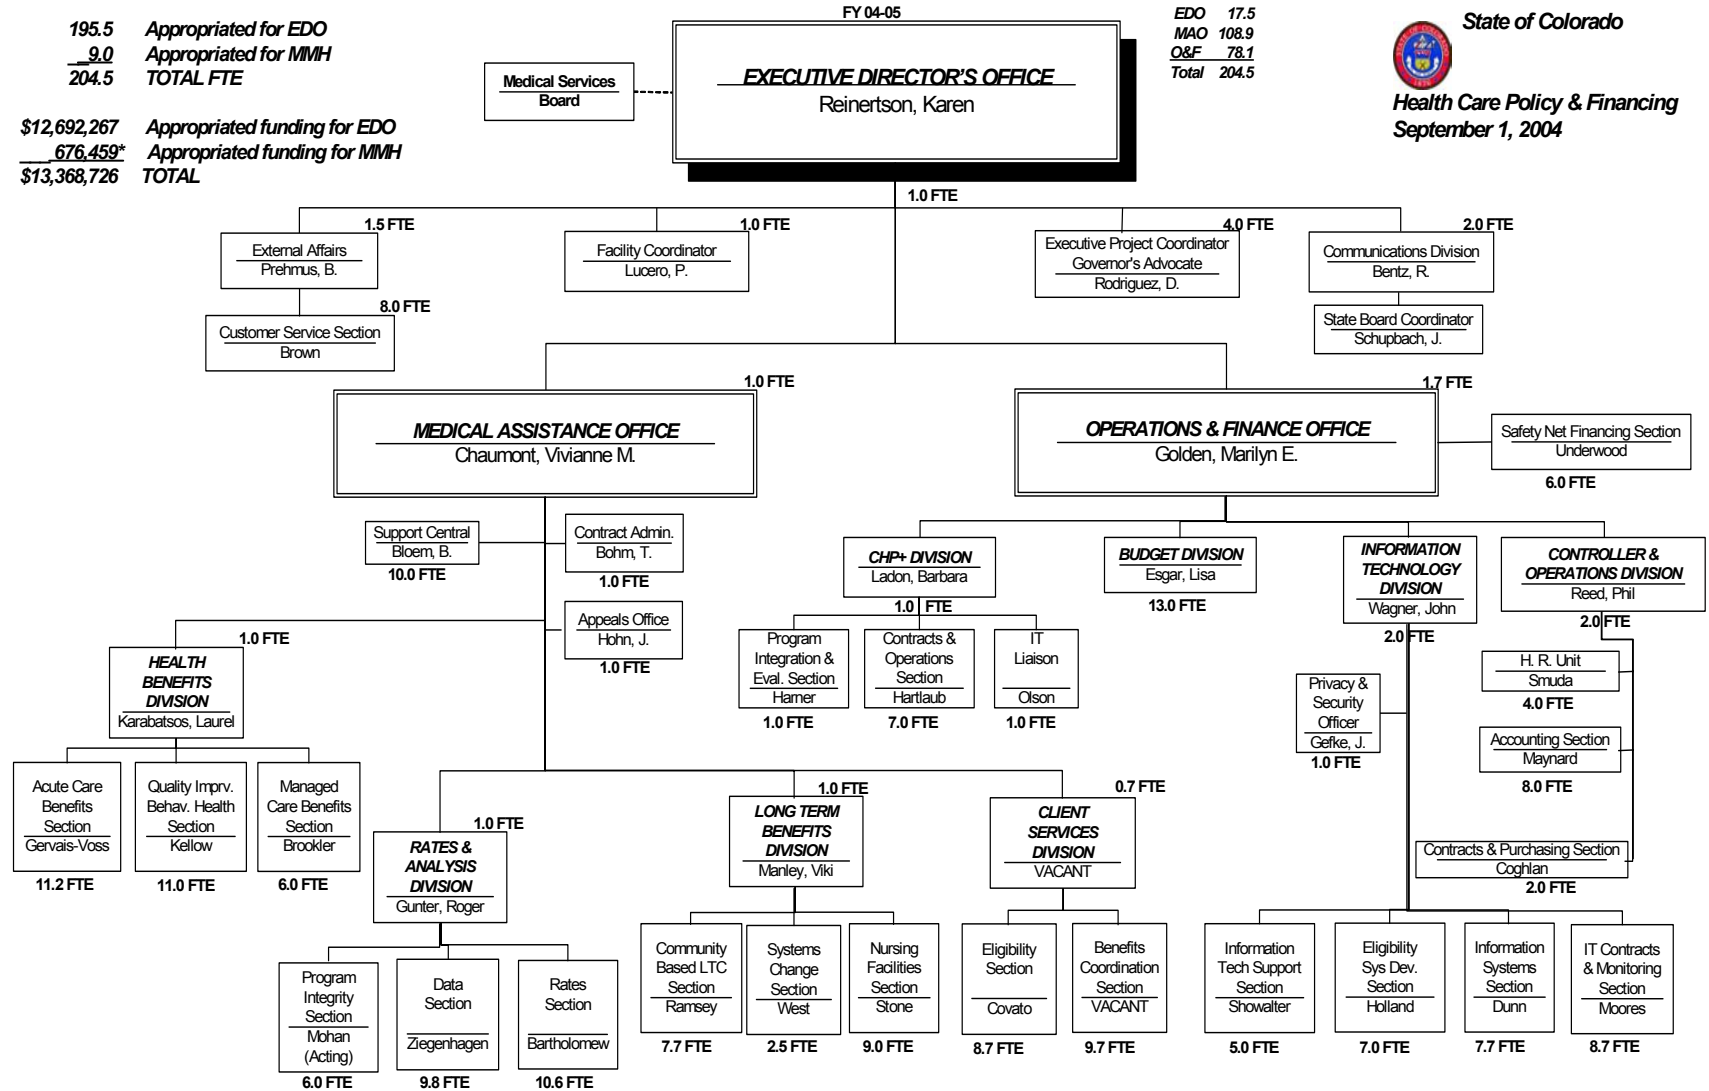 FY 04-05
195.5 Appropriated for EDO
9.0 Appropriated for MMH
204.5 TOTAL FTE
$12,692,267 Appropriated funding for EDO
___676,459* Appropriated funding for MMH
$13,368,726 TOTAL
Medical Services
Board
EXECUTIVE DIRECTOR'S OFFICE
Reinertson, Karen
EDO 17.5
MAO 108.9
O&F 78.1
Total 204.5
State of Colorado
Health Care Policy & Financing
September 1, 2004
1.0 FTE
1.5 FTE
External Affairs
Prehmus, B.
8.0 FTE
Customer Service Section
Brown
1.0 FTE
Facility Coordinator
Lucero, P.
4.0 FTE
Executive Project Coordinator
Governor's Advocate
Rodriguez, D.
2.0 FTE
Communications Division
Bentz, R.
State Board Coordinator
Schupbach, J.
1.0 FTE
MEDICAL ASSISTANCE OFFICE
Chaumont, Vivianne M.
1.7 FTE
OPERATIONS & FINANCE OFFICE
Golden, Marilyn E.
Safety Net Financing Section
Underwood
6.0 FTE
Support Central
Bloem, B.
10.0 FTE
Contract Admin.
Bohm, T.
1.0 FTE
Appeals Office
Hohn, J.
1.0 FTE
1.0 FTE
HEALTH
BENEFITS
DIVISION
Karabatsos, Laurel
Acute Care
Benefits
Section
Gervais-Voss
11.2 FTE
Quality Imprv.
Behav. Health
Section
Kellow
11.0 FTE
Managed
Care Benefits
Section
Brookler
6.0 FTE
1.0 FTE
RATES &
ANALYSIS
DIVISION
Gunter, Roger
Program
Integrity
Section
Mohan
(Acting)
6.0 FTE
Data
Section
Ziegenhagen
9.8 FTE
Rates
Section
Bartholomew
10.6 FTE
1.0 FTE
LONG TERM
BENEFITS
DIVISION
Manley, Viki
Community
Based LTC
Section
Ramsey
7.7 FTE
Systems
Change
Section
West
2.5 FTE
Nursing
Facilities
Section
Stone
9.0 FTE
0.7 FTE
CLIENT
SERVICES
DIVISION
VACANT
Eligibility
Section
Covato
8.7 FTE
Benefits
Coordination
Section
VACANT
9.7 FTE
CHP+ DIVISION
Ladon, Barbara
1.0 FTE
Program
Integration &
Eval. Section
Harner
1.0 FTE
Contracts &
Operations
Section
Hartlaub
7.0 FTE
IT
Liaison
Olson
1.0 FTE
BUDGET DIVISION
Esgar, Lisa
13.0 FTE
INFORMATION
TECHNOLOGY
DIVISION
Wagner, John
2.0 FTE
Privacy &
Security
Officer
Gefke, J.
1.0 FTE
Information
Tech Support
Section
Showalter
5.0 FTE
Eligibility
Sys Dev.
Section
Holland
7.0 FTE
Information
Systems
Section
Dunn
7.7 FTE
IT Contracts
& Monitoring
Section
Moores
8.7 FTE
CONTROLLER &
OPERATIONS DIVISION
Reed, Phil
2.0 FTE
H. R. Unit
Smuda
4.0 FTE
Accounting Section
Maynard
8.0 FTE
Contracts & Purchasing Section
Coghlan
2.0 FTE